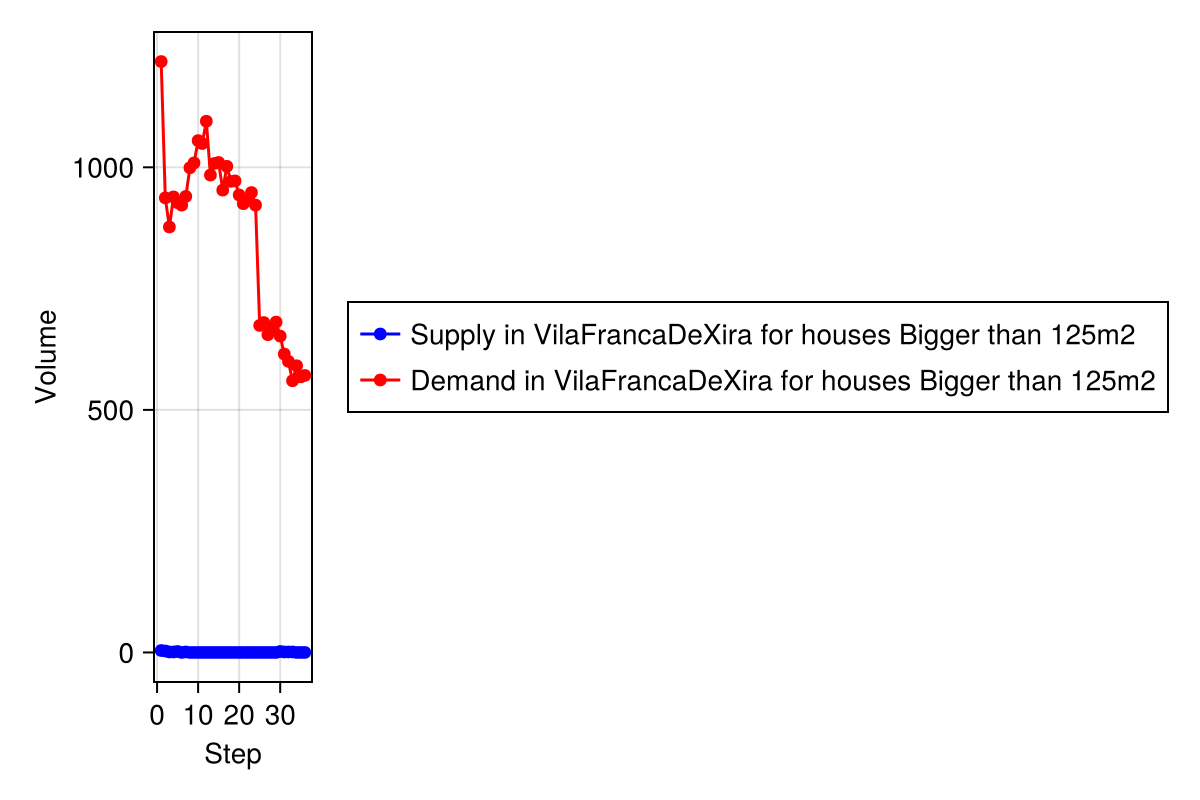 1000
500
0
Volume
0 10 20 30
Step
Supply in VilaFrancaDeXira for houses Bigger than 125m2
Demand in VilaFrancaDeXira for houses Bigger than 125m2